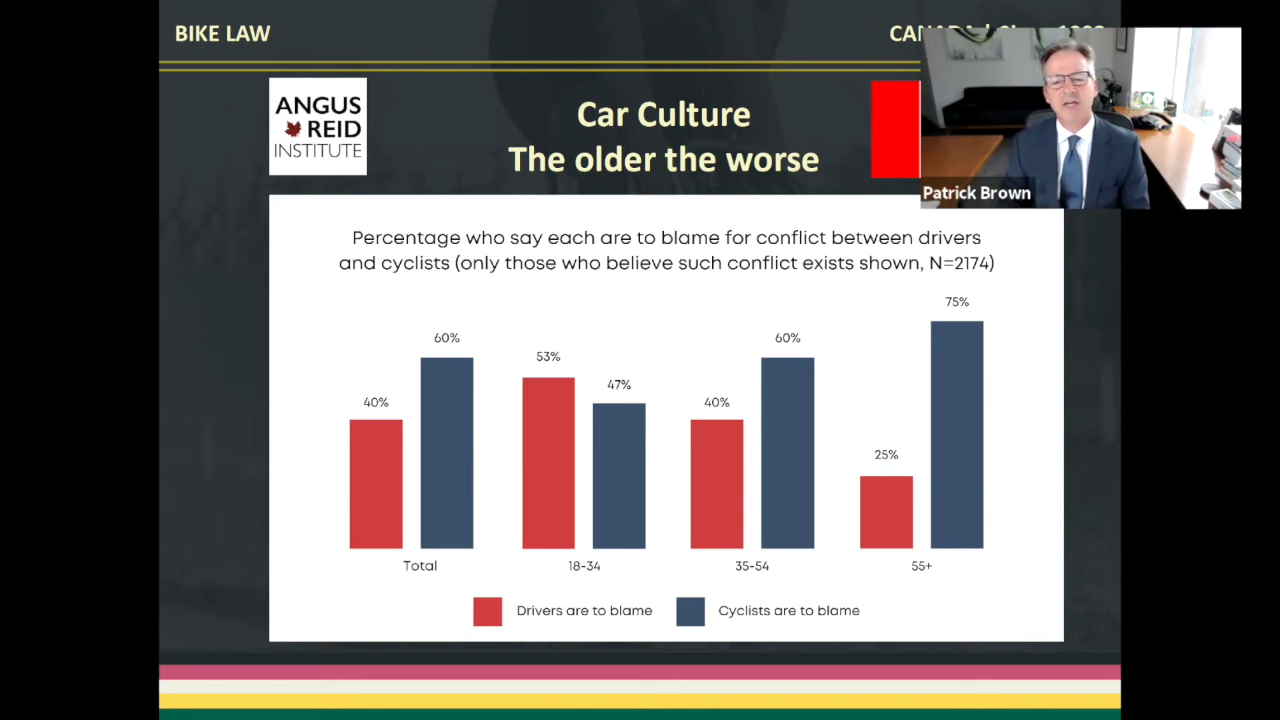 BIKE LAW
ANGUS
REID
INSTITUTE
Car Culture
The older the worse
Patrick Brown
Percentage who say each are to blame for conflict between drivers
and cyclists (only those who believe such conflict exists shown, N=2174)
40%
60%
53%
47%
40%
60%
25%
75%
Total
18-34
35-54
55+
Drivers are to blame
Cyclists are to blame